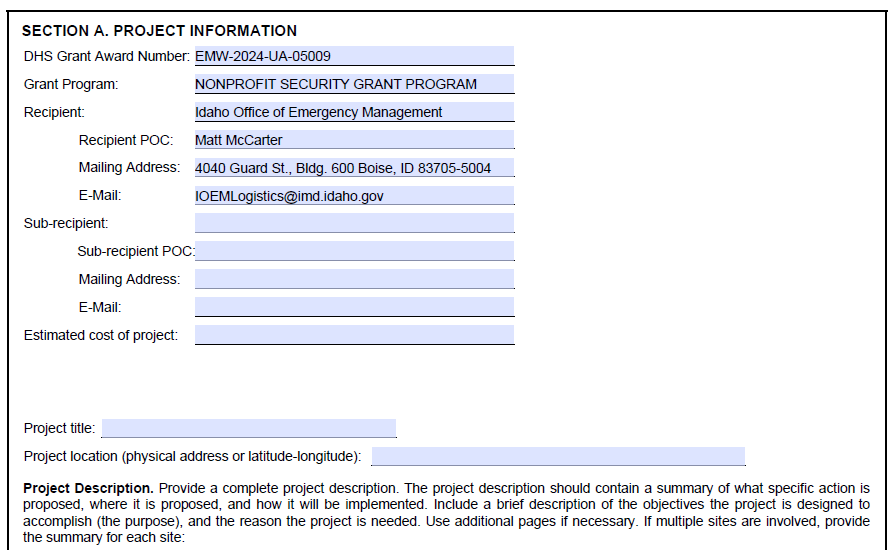 SECTION A. PROJECT INFORMATION
DHS Grant Award Number: EMW-2024-UA-05009
Grant Program: NONPROFIT SECURITY GRANT PROGRAM
Recipient: Idaho Office of Emergency Management
Recipient POC: Matt McCarter
Mailing Address: 4040 Guard St., Bldg. 600 Boise, ID 83705-5004
E-Mail: IOEMLogistics@imd.idaho.gov
Sub-recipient:
Sub-recipient POC:
Mailing Address:
E-Mail:
Estimated cost of project:
Project title:
Project location (physical address or latitude-longitude):
Project Description. Provide a complete project description. The project description should contain a summary of what specific action is
proposed, where it is proposed, and how it will be implemented. Include a brief description of the objectives the project is designed to
accomplish (the purpose), and the reason the project is needed. Use additional pages if necessary. If multiple sites are involved, provide
the summary for each site: